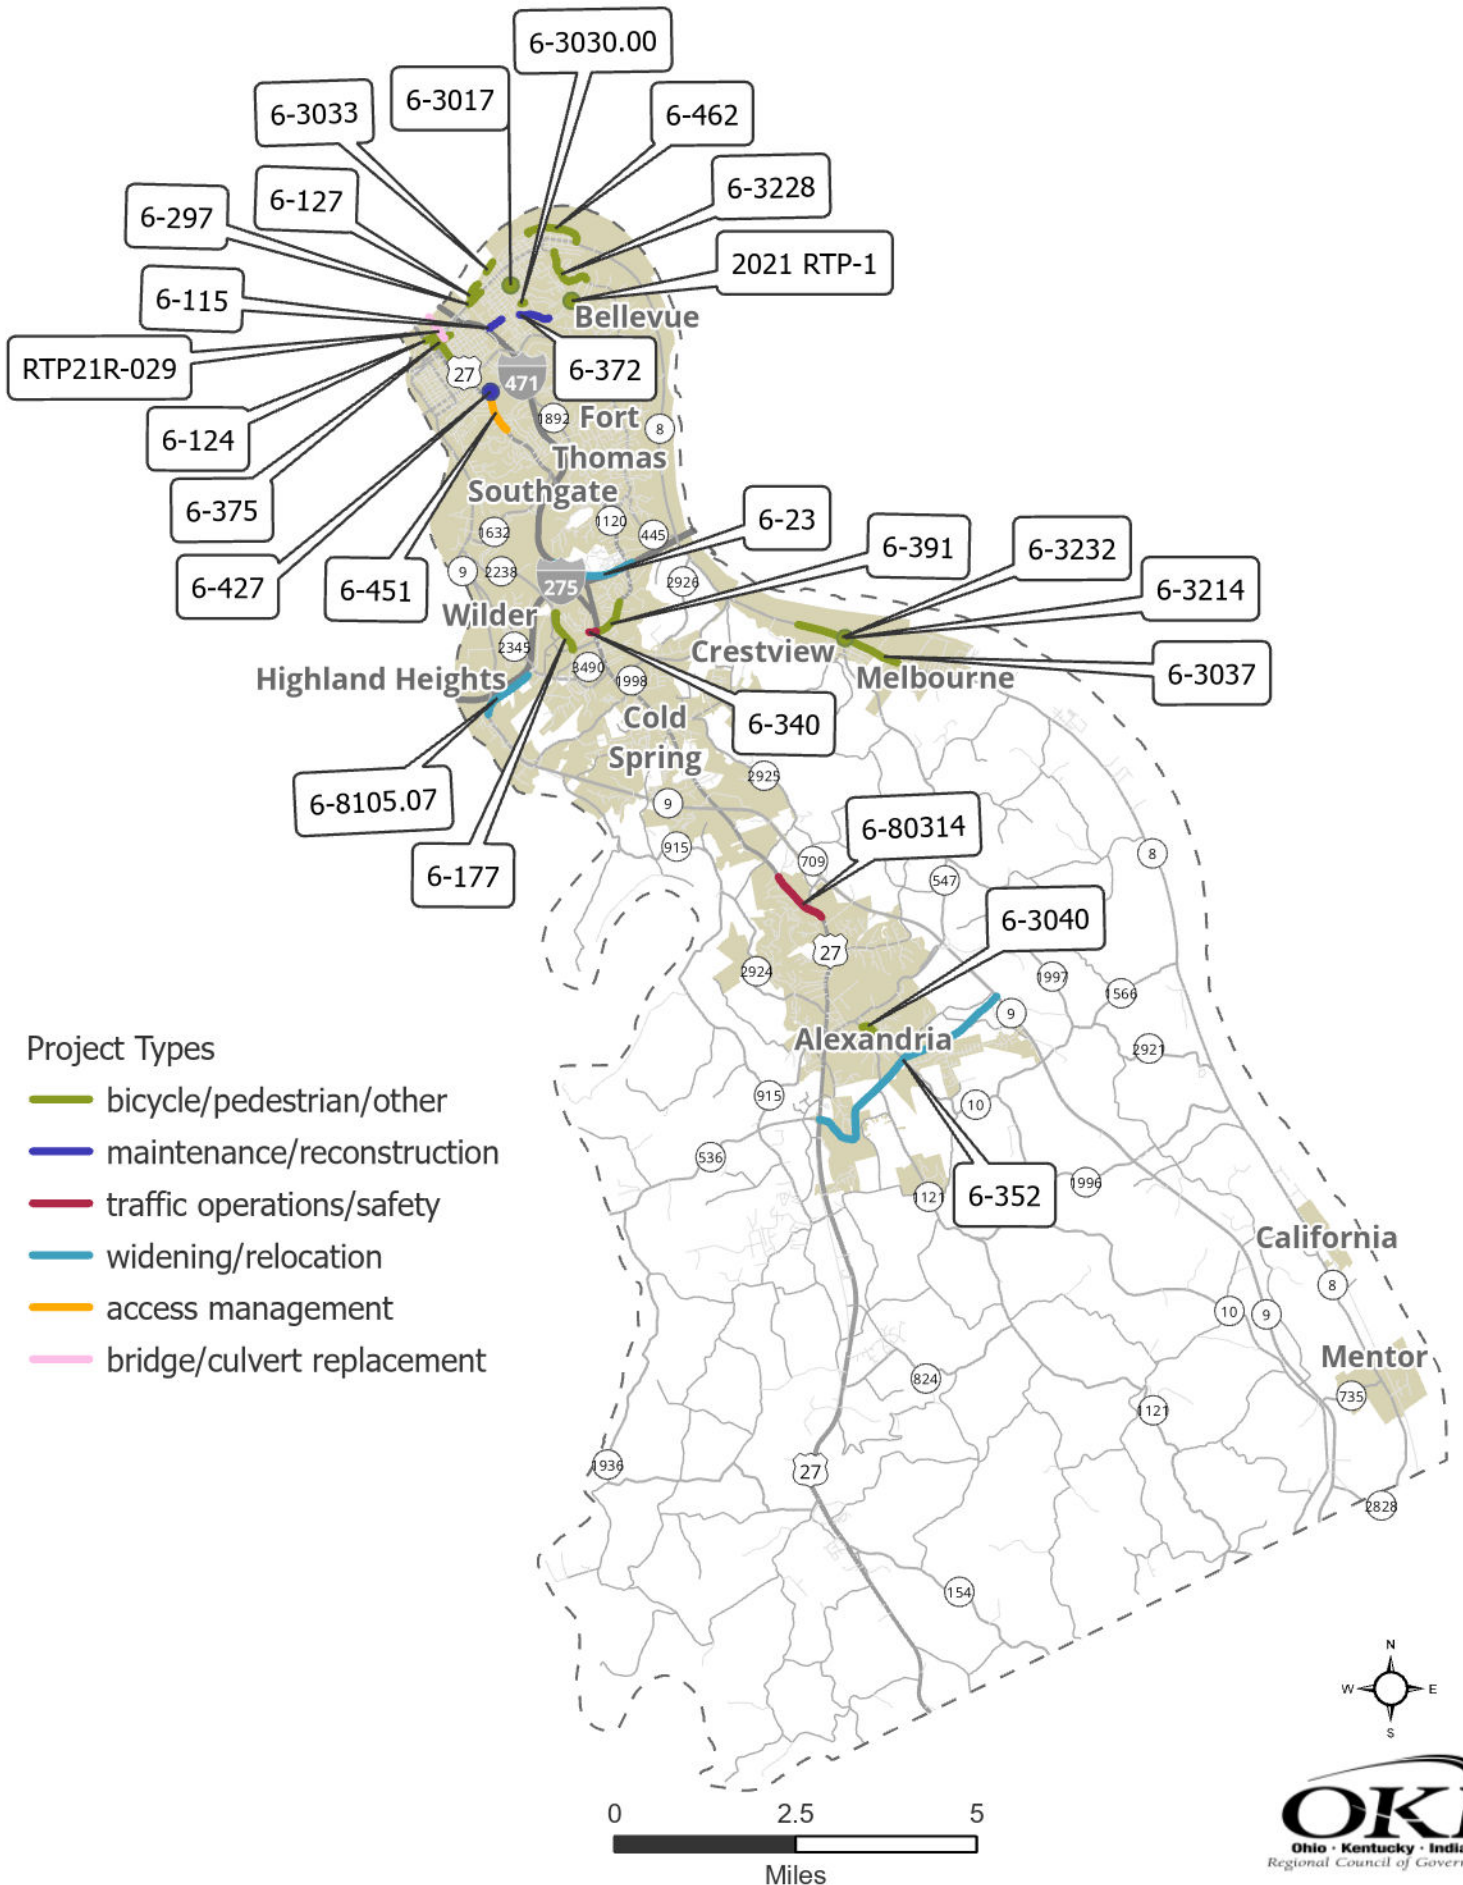 6-3030.00
6-3017
6-3033
6-462
6-127
6-3228
6-297
2021 RTP-1
6-115
Bellevue
RTP21R-029
6-372
27
471
1892
Fort
8
6-124
Thomas
Southgate
6-375
6-23
1120
1632
445
6-391
6-3232
9
2238
275
2926
6-427
6-451
6-3214
Wilder
2345
Crestview
3490
Highland Heights
1998
Melbourne
6-3037
Cold
6-340
Spring
2925
6-8105.07
9
6-80314
915
709
8
6-177
547
6-3040
27
2924
1997
1566
9
Alexandria
2921
Project Types
bicycle/pedestrian/other
915
10
maintenance/reconstruction
536
1121
6-352
1996
traffic operations/safety
California
widening/relocation
8
access management
10
9
Mentor
bridge/culvert replacement
824
735
1121
1936
27
2828
154
N
W
E
S
0
2.5
5
Miles
OKI
Ohio · Kentucky · India
Regional Council of Govern